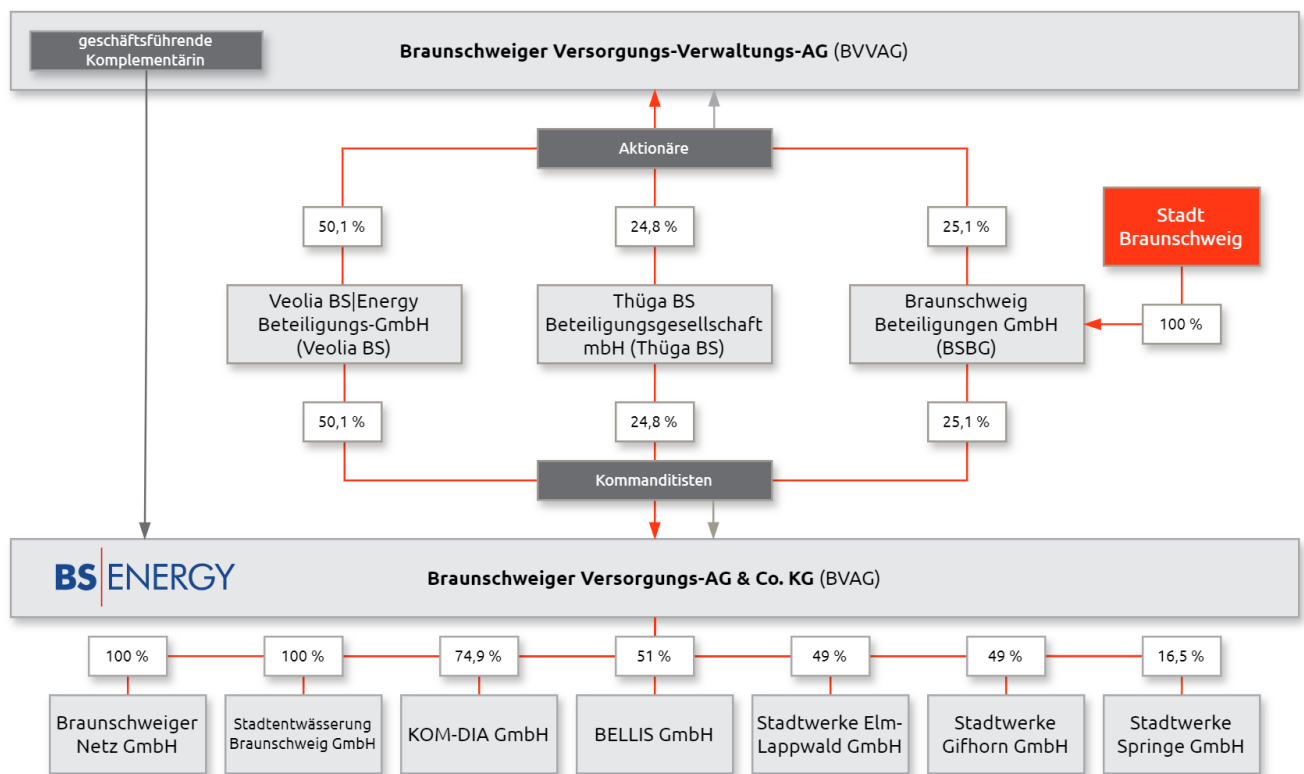 geschäftsführende
Komplementärin
Braunschweiger Versorgungs-Verwaltungs-AG (BVVAG)
Aktionäre
50,1 %
24,8 %
25,1 %
Stadt
Braunschweig
Veolia BS|Energy
Beteiligungs-GmbH
(Veolia BS)
Thüga BS
Beteiligungsgesellschaft
mbH (Thüga BS)
Braunschweig
Beteiligungen GmbH
(BSBG)
100 %
50,1 %
24,8 %
25,1 %
Kommanditisten
BS|ENERGY
Braunschweiger Versorgungs-AG & Co. KG (BVAG)
100 %
100 %
74,9 %
51 %
49 %
49 %
16,5 %
Braunschweiger
Netz GmbH
Stadtentwässerung
Braunschweig GmbH
KOM-DIA GmbH
BELLIS GmbH
Stadtwerke Elm-
Lappwald GmbH
Stadtwerke
Gifhorn GmbH
Stadtwerke
Springe GmbH